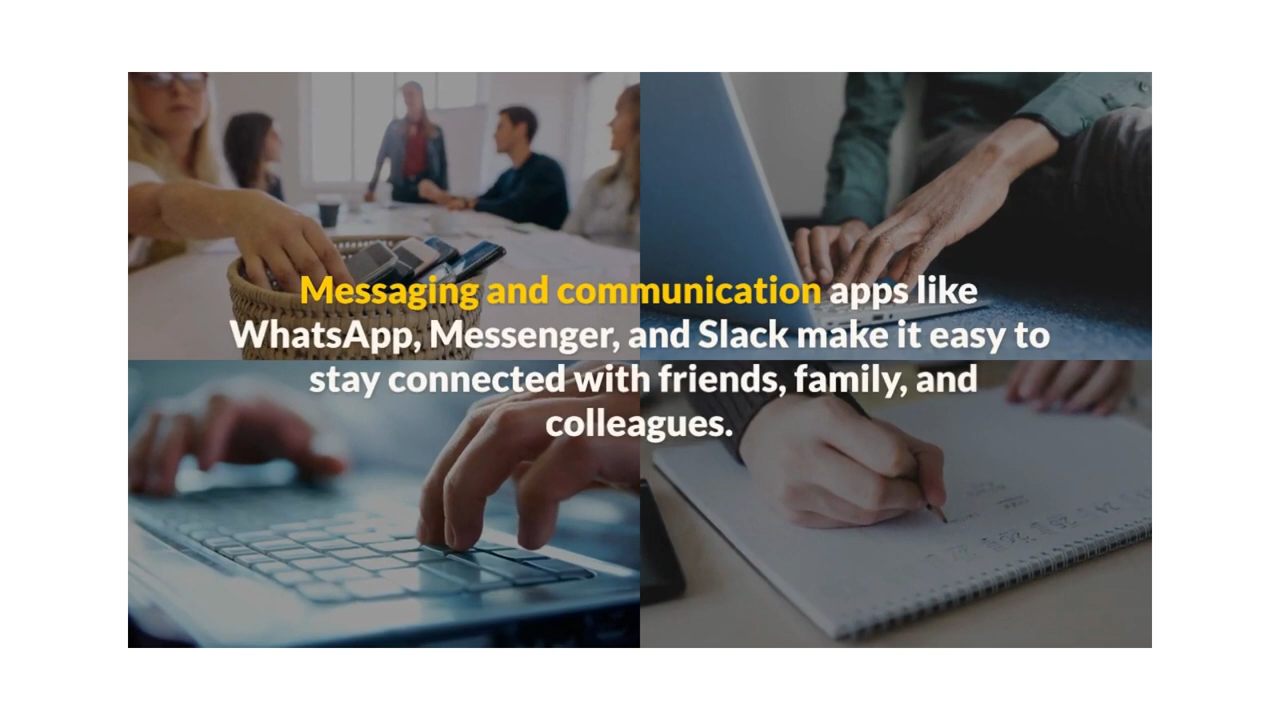 Messaging and communication apps like
WhatsApp, Messenger, and Slack make it easy to
stay connected with friends, family, and
colleagues.